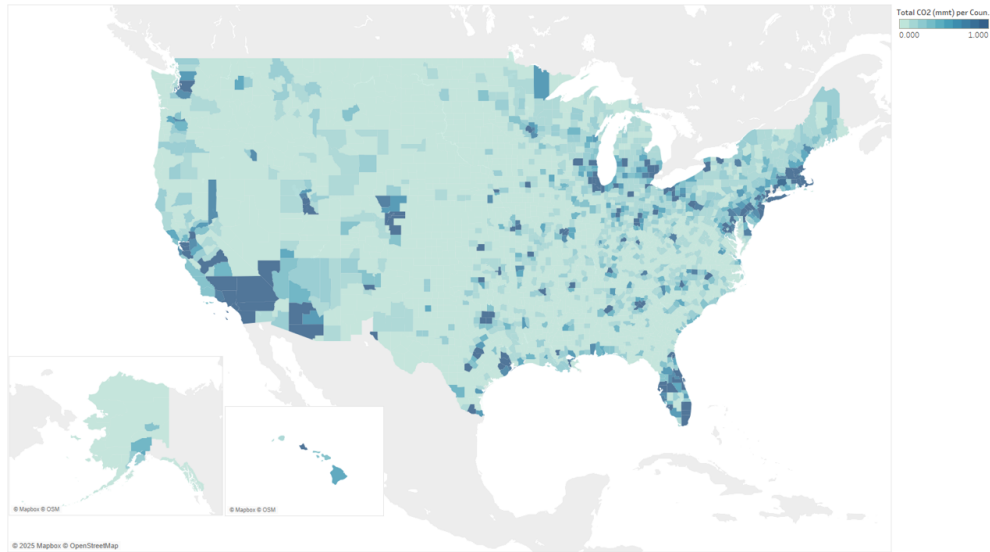 Total CO2 (mmt) per Coun.
0.000 1.000
© Mapbox © OSM
© Mapbox © OSM
© 2025 Mapbox © OpenStreetMap